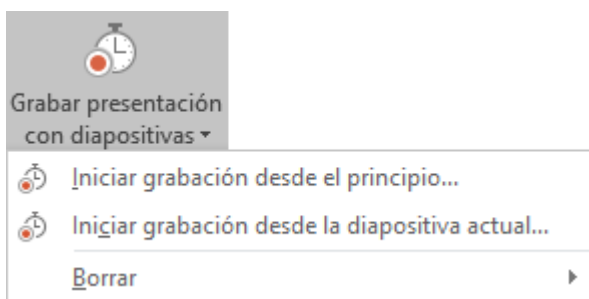 Grabar presentación
con diapositivas
Iniciar grabación desde el principio...
Iniciar grabación desde la diapositiva actual...
Borrar